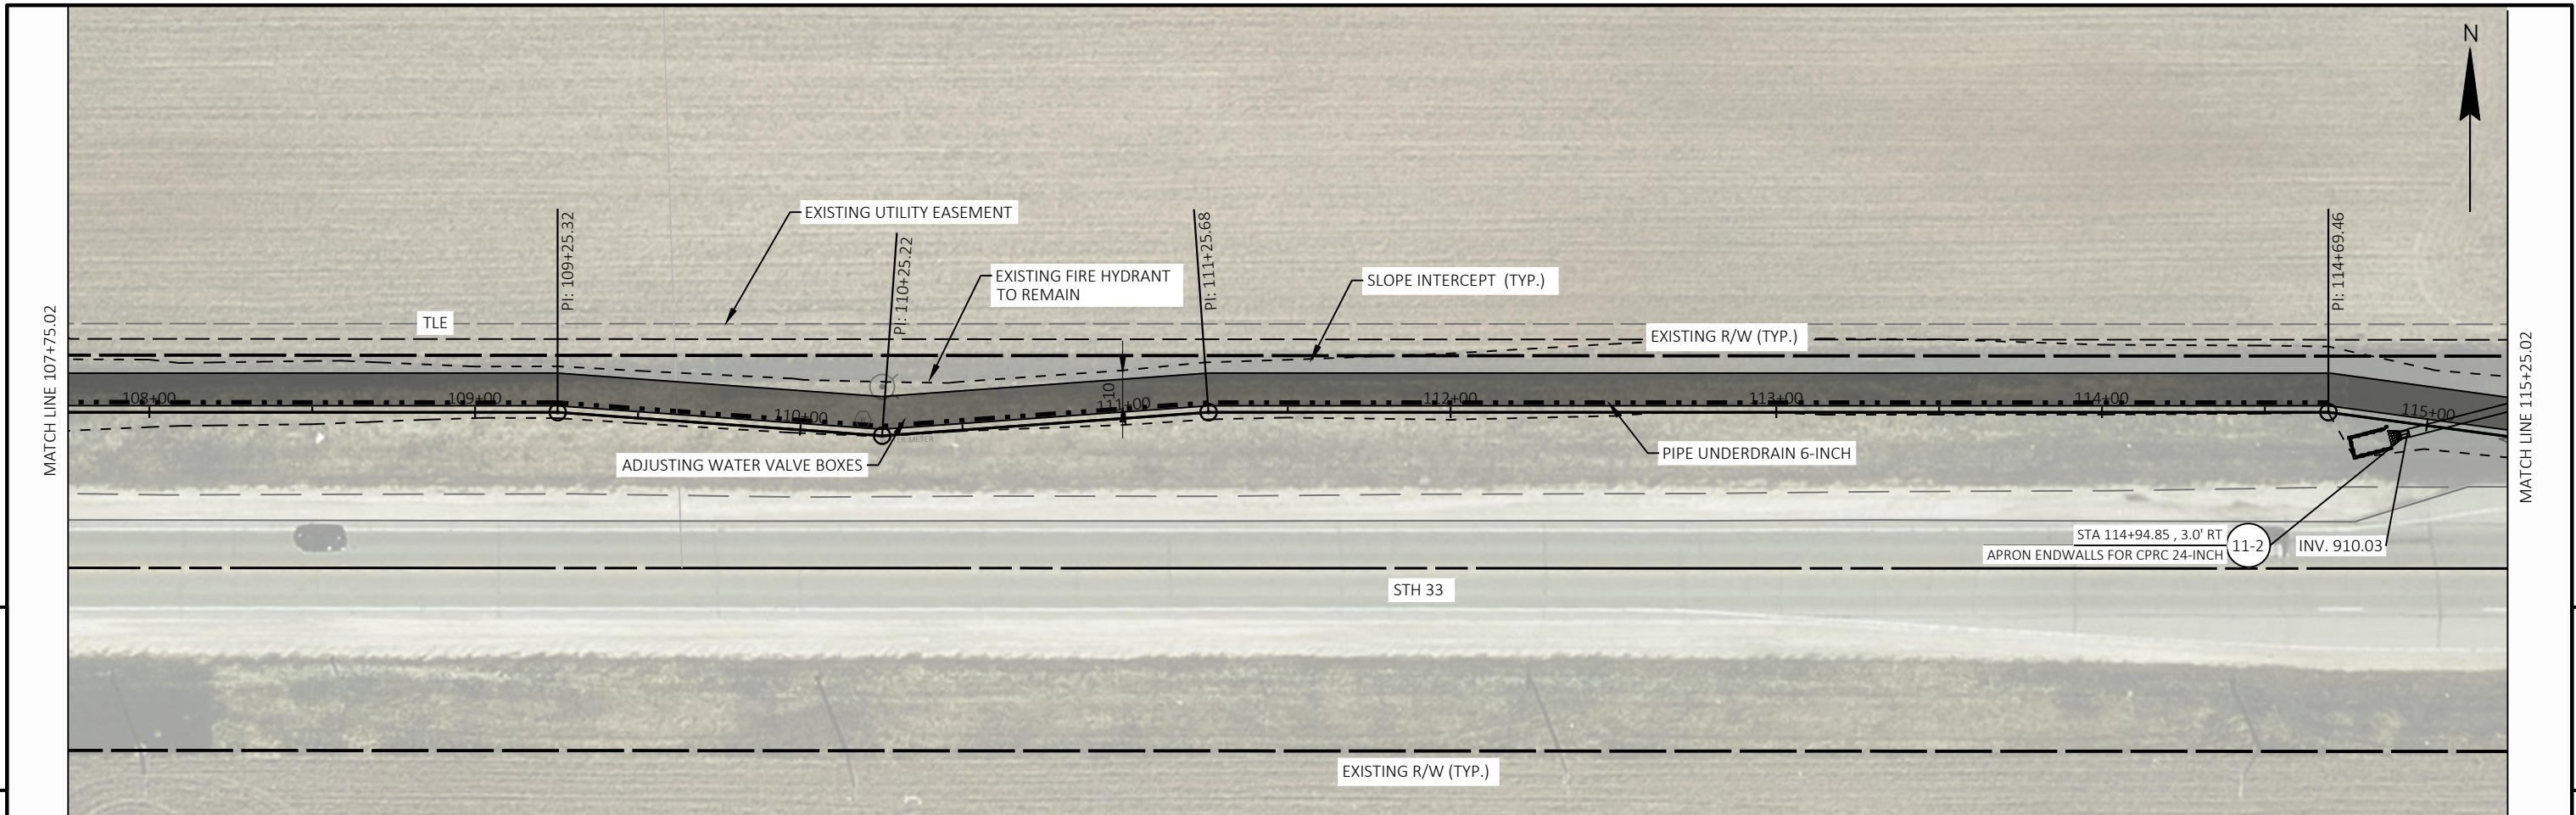 N
EXISTING UTILITY EASEMENT
PI: 109+25.32
PI: 110+25.22
PI: 111+25.68
PI: 114+69.46
EXISTING FIRE HYDRANT
TO REMAIN
SLOPE INTERCEPT (TYP.)
TLE
EXISTING R/W (TYP.)
MATCH LINE 107+75.02
MATCH LINE 115+25.02
10
108+00
109+00
110+00
111+00
112+00
113+00
114+00
115+00
ER METER
ADJUSTING WATER VALVE BOXES
PIPE UNDERDRAIN 6-INCH
STA 114+94.85 , 3.0' RT
APRON ENDWALLS FOR CPRC 24-INCH
11-2
INV. 910.03
STH 33
EXISTING R/W (TYP.)